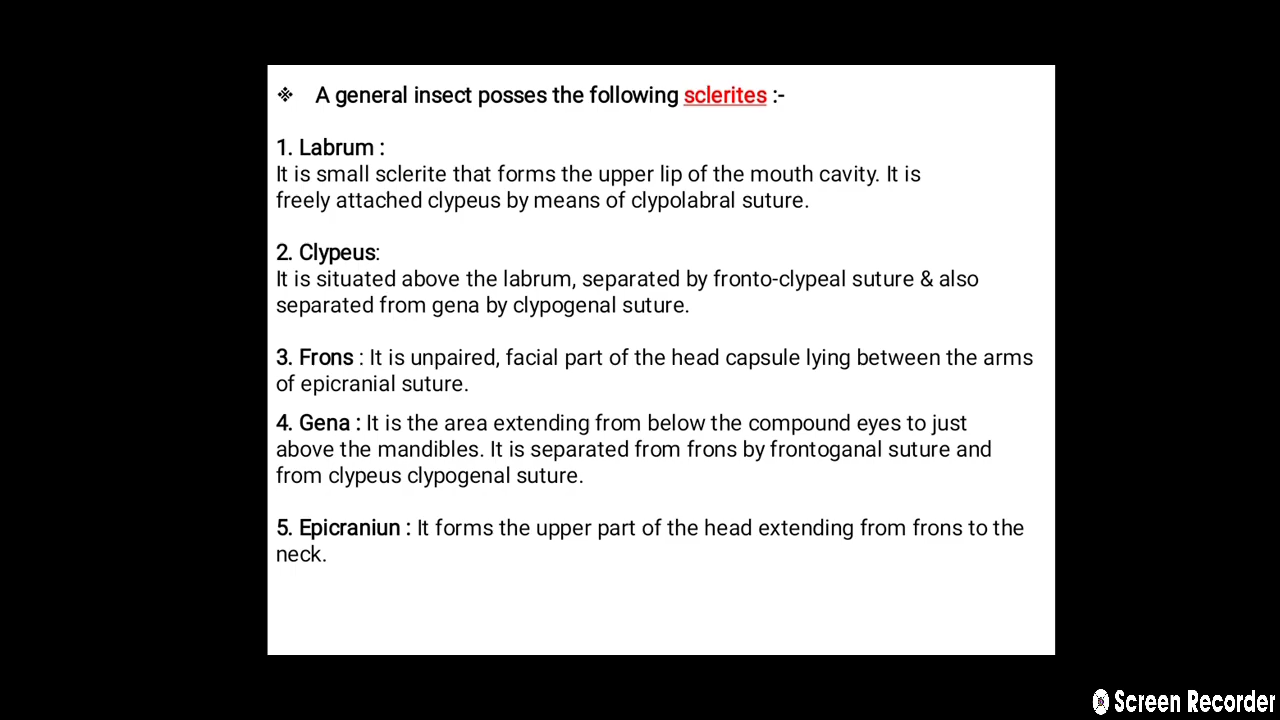 ❖ A general insect posses the following sclerites :-
1. Labrum :
It is small sclerite that forms the upper lip of the mouth cavity. It is
freely attached clypeus by means of clypolabral suture.
2. Clypeus:
It is situated above the labrum, separated by fronto-clypeal suture & also
separated from gena by clypogenal suture.
3. Frons : It is unpaired, facial part of the head capsule lying between the arms
of epicranial suture.
4. Gena : It is the area extending from below the compound eyes to just
above the mandibles. It is separated from frons by frontoganal suture and
from clypeus clypogenal suture.
5. Epicraniun : It forms the upper part of the head extending from frons to the
neck.
Screen Recorder